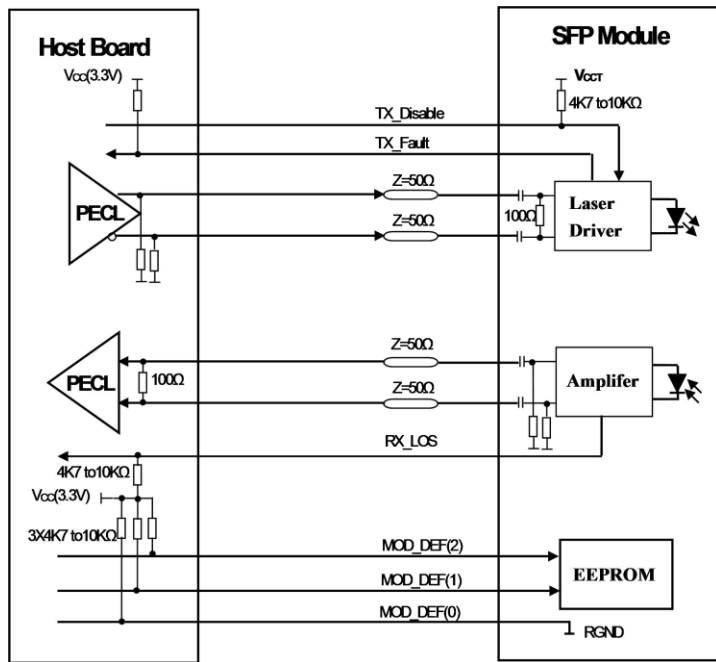 Host Board
SFP Module
Vcc(3.3V)
VCCT
4K7 to10KΩ
TX_Disable
TX_Fault
PECL
Z=50Ω
Z=50Ω
100Ω
Laser
Driver
PECL
100Ω
Z=50Ω
Z=50Ω
Amplifer
RX_LOS
4K7 to10KΩ
Vcc(3.3V)
3X4K7 to10KΩ
MOD_DEF(2)
MOD_DEF(1)
MOD_DEF(0)
EEPROM
RGND